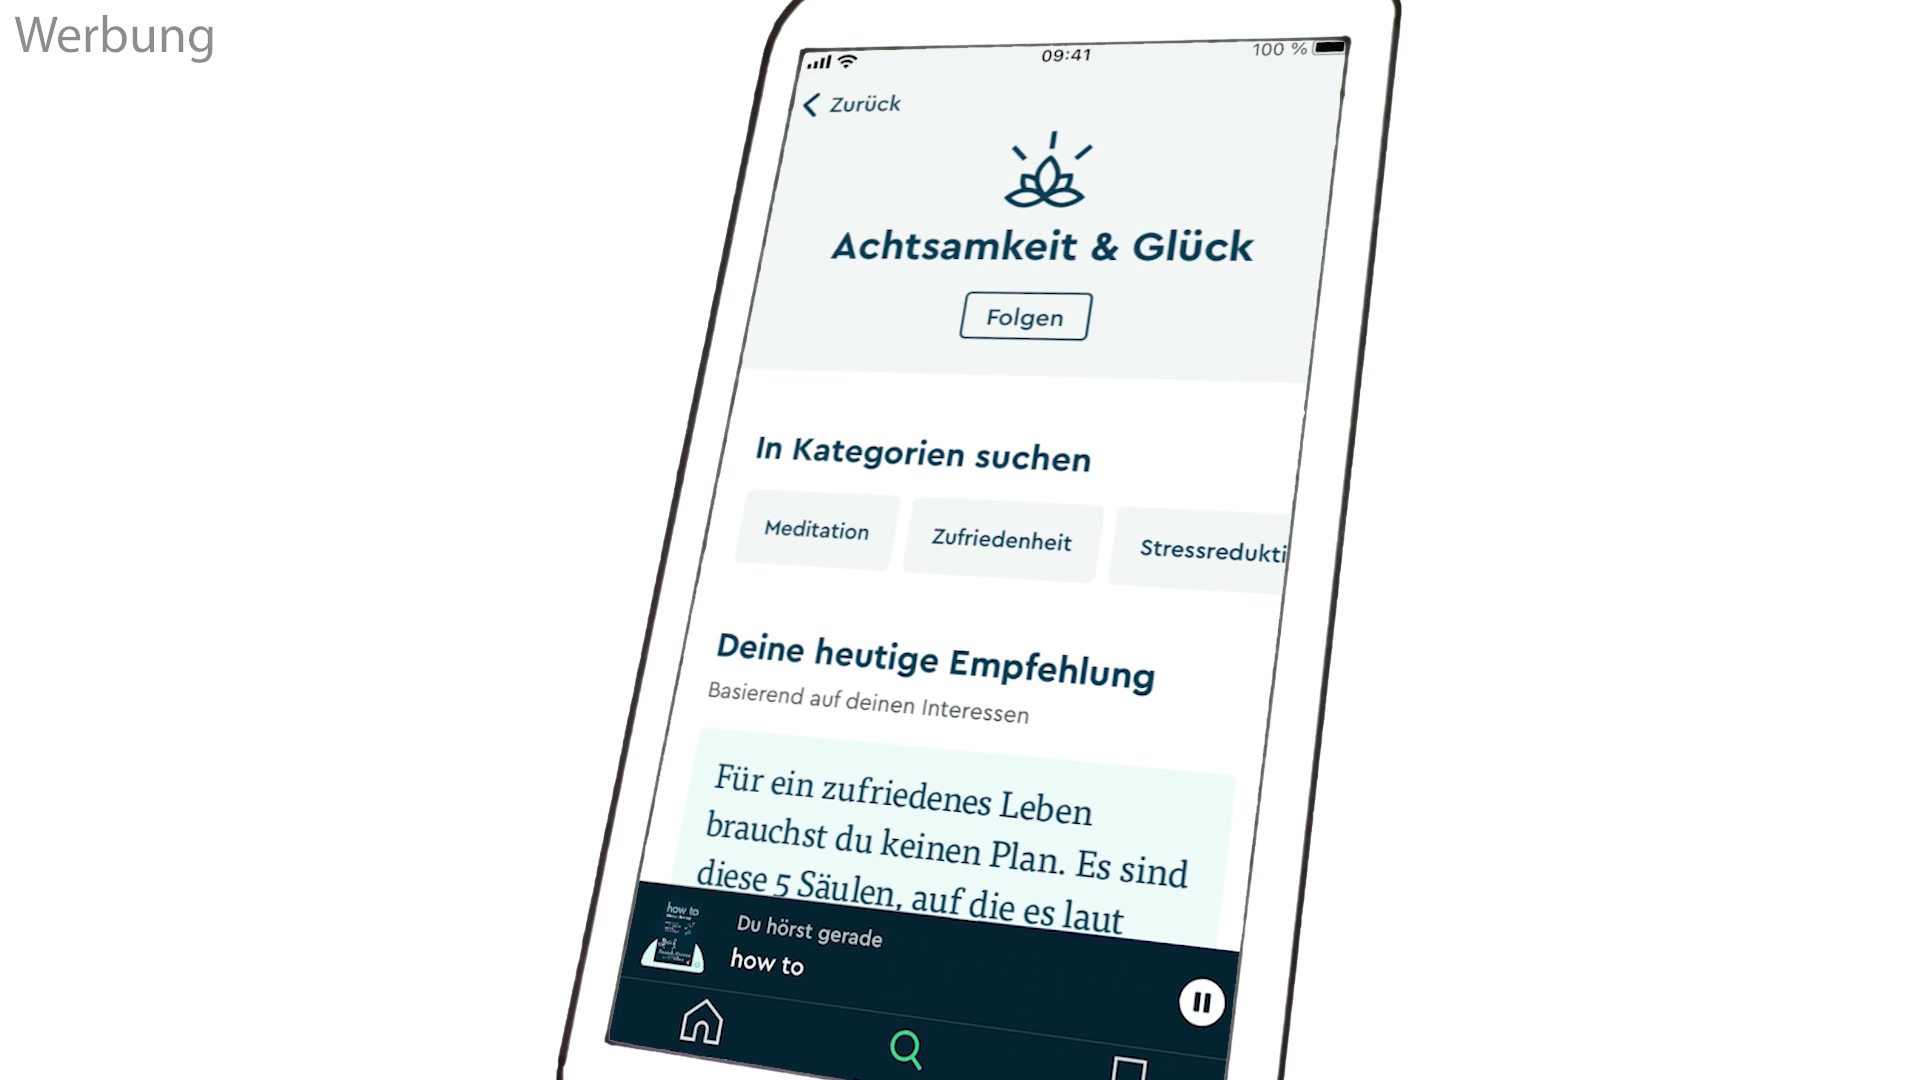 Werbung
09:41
100 %
Zurück
Achtsamkeit & Glück
Folgen
In Kategorien suchen
Meditation
Zufriedenheit
Stressredukti
Deine heutige Empfehlung
Basierend auf deinen Interessen
Für ein zufriedenes Leben
brauchst du keinen Plan. Es sind
diese 5 Säulen, auf die es laut
how to
Du hörst gerade
how to